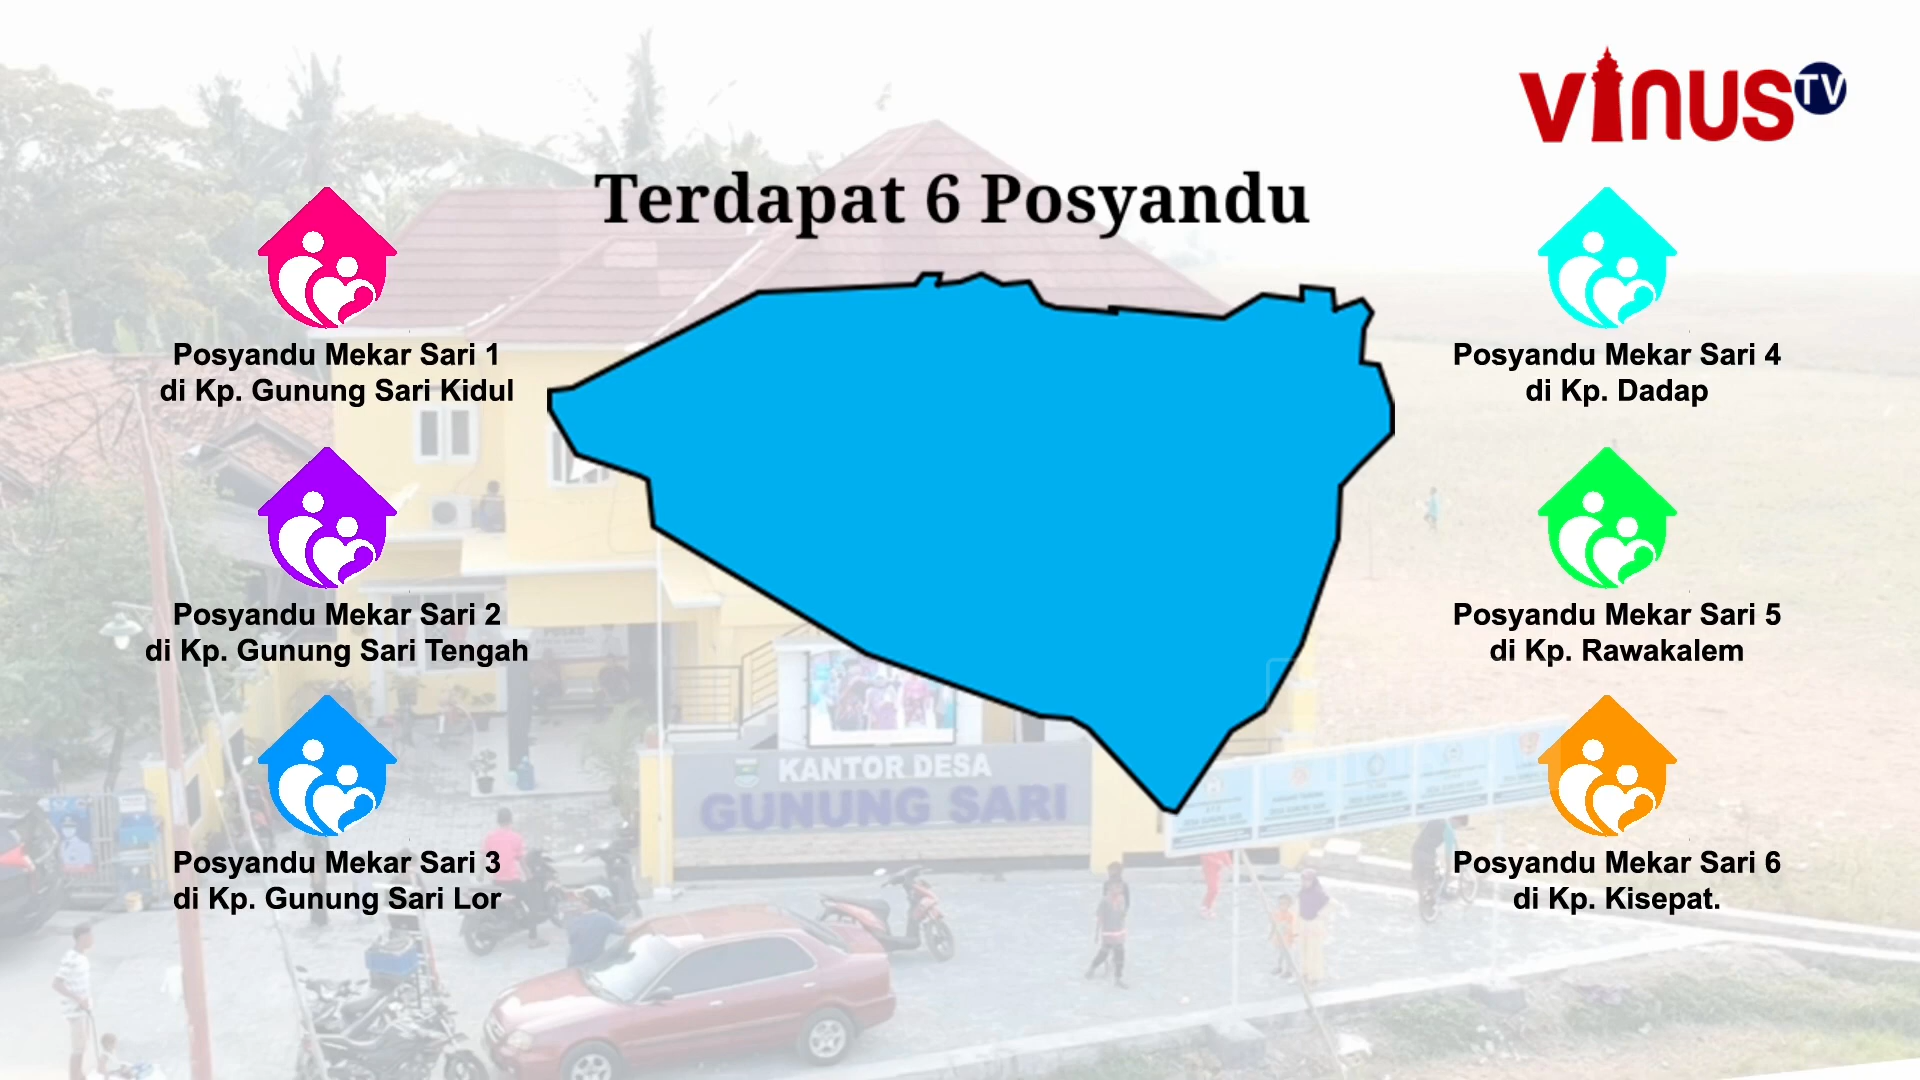 VINUS TV
Terdapat 6 Posyandu
Posyandu Mekar Sari 1
di Kp. Gunung Sari Kidul
Posyandu Mekar Sari 4
di Kp. Dadap
Posyandu Mekar Sari 2
di Kp. Gunung Sari Tengah
Posyandu Mekar Sari 5
di Kp. Rawakalem
KANTOR DESA
GUNUNG SARI
Posyandu Mekar Sari 3
di Kp. Gunung Sari Lor
Posyandu Mekar Sari 6
di Kp. Kisepat.